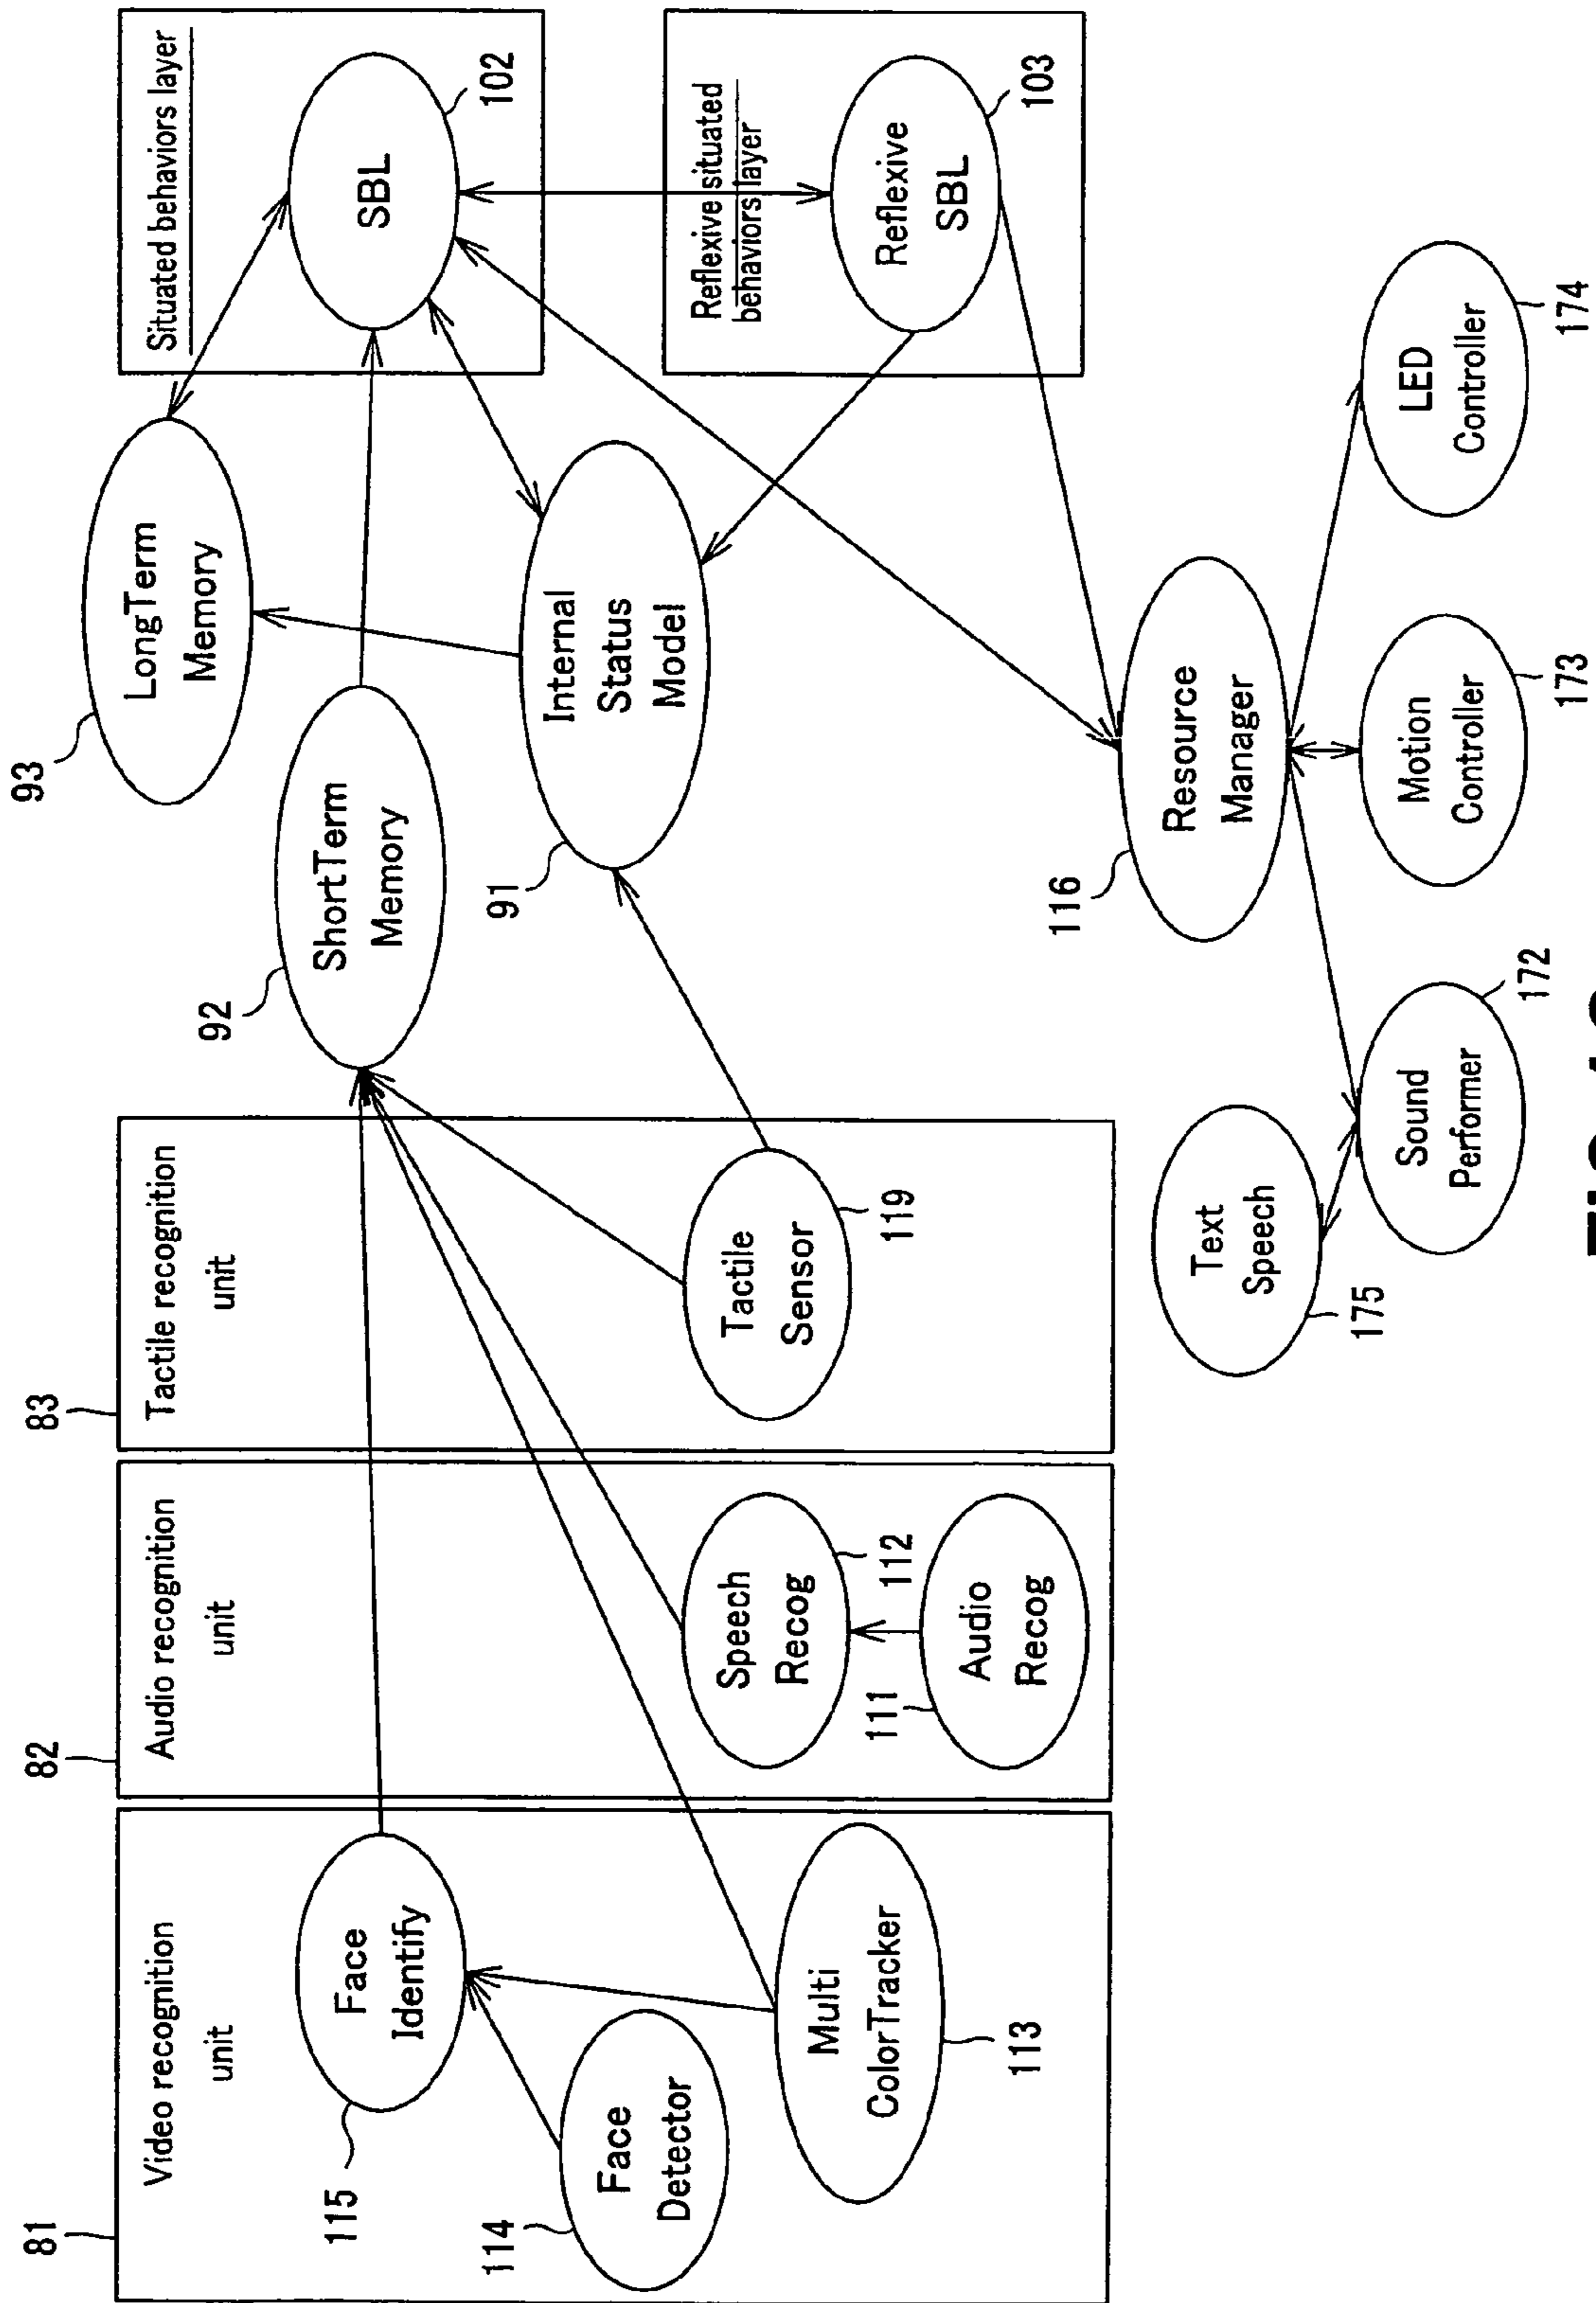 81
Video recognition
unit
115
Face
Identify
114
Face
Detector
Multi
ColorTracker
113
82
Audio recognition
unit
Speech
Recog
112
111
Audio
Recog
83
Tactile recognition
unit
Tactile
Sensor
119
92
ShortTerm
Memory
93
LongTerm
Memory
91
Internal
Status
Model
Situated behaviors layer
SBL
102
Reflexive situated
behaviors layer
Reflexive
SBL
103
116
Resource
Manager
175
Text
Speech
Sound
Performer
172
Motion
Controller
173
LED
Controller
174